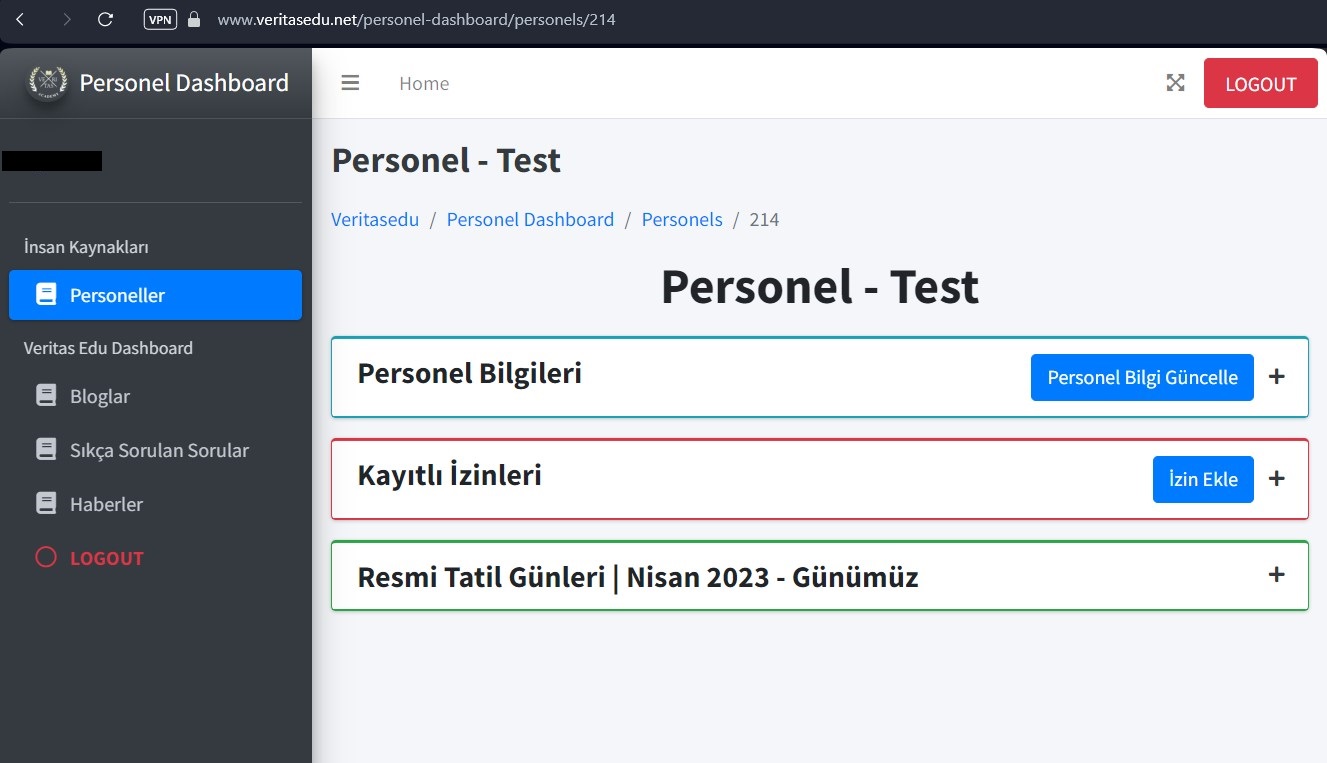 VPN www.veritasedu.net/personel-dashboard/personels/214
Personel Dashboard
Home
LOGOUT
Personel - Test
Veritasedu / Personel Dashboard / Personels / 214
İnsan Kaynakları
Personeller
Veritas Edu Dashboard
Bloglar
Sıkça Sorulan Sorular
Haberler
LOGOUT
Personel - Test
Personel Bilgileri
Personel Bilgi Güncelle
Kayıtlı İzinleri
İzin Ekle
Resmi Tatil Günleri | Nisan 2023 - Günümüz